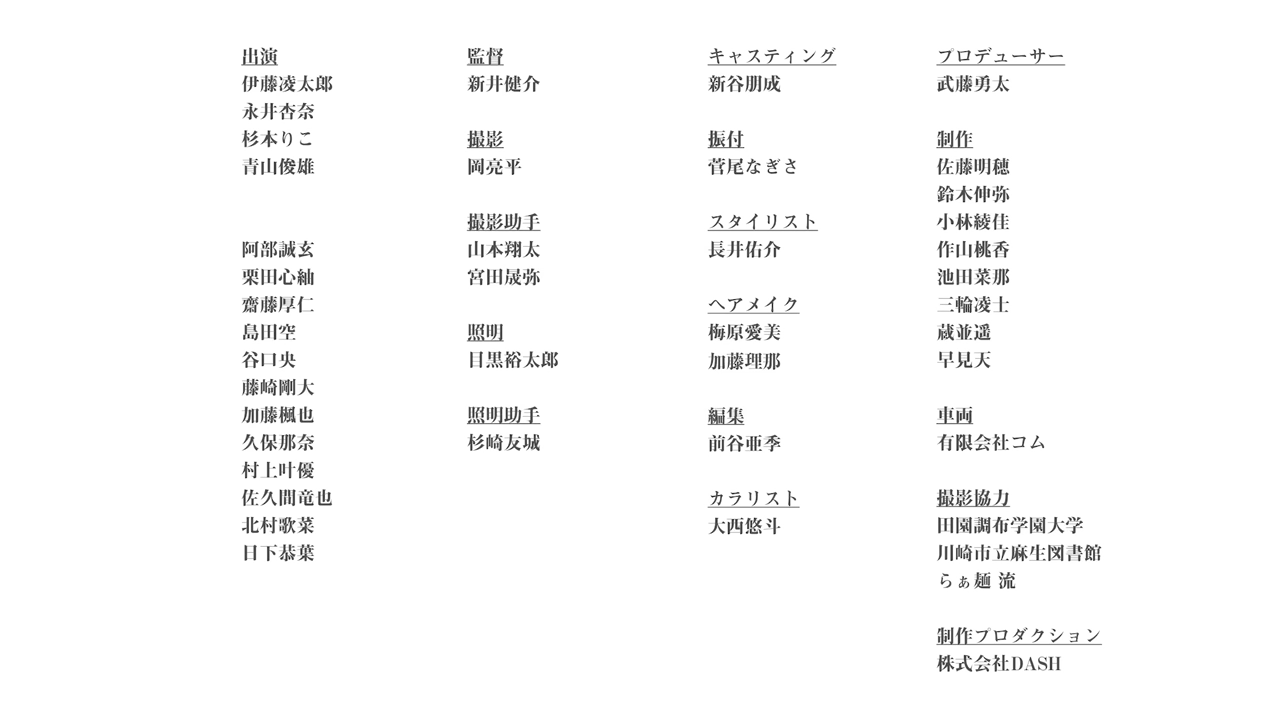 出演
伊藤凌太郎
永井杏奈
杉本りこ
青山俊雄
阿部誠玄
栗田心紬
齋藤厚仁
島田空
谷口央
藤崎剛大
加藤楓也
久保那奈
村上叶優
佐久間竜也
北村歌菜
日下恭葉
監督
新井健介
撮影
岡亮平
撮影助手
山本翔太
宮田晟弥
照明
目黒裕太郎
照明助手
杉崎友城
キャスティング
新谷朋成
振付
菅尾なぎさ
スタイリスト
長井佑介
ヘアメイク
梅原愛美
加藤理那
編集
前谷亜季
カラリスト
大西悠斗
プロデューサー
武藤勇太
制作
佐藤明穂
鈴木伸弥
小林綾佳
作山桃香
池田菜那
三輪凌士
蔵並遥
早見天
車両
有限会社コム
撮影協力
田園調布学園大学
川崎市立麻生図書館
らぁ麺 流
制作プロダクション
株式会社DASH